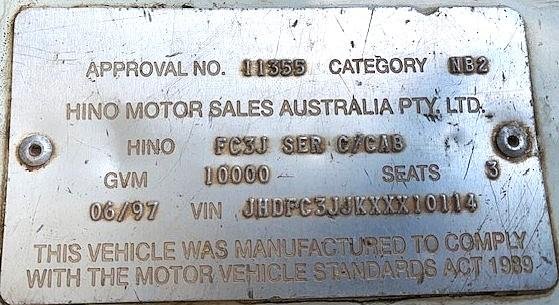 APPROVAL NO. 11355 CATEGORY NB2
HINO MOTOR SALES AUSTRALIA PTY. LTD.
HINO FC3J SER C/CAB
GVM 10000 SEATS 3
06/97 VIN JHDFC3JJKXXX10114
THIS VEHICLE WAS MANUFACTURED TO COMPLY
WITH THE MOTOR VEHICLE STANDARDS ACT 1989